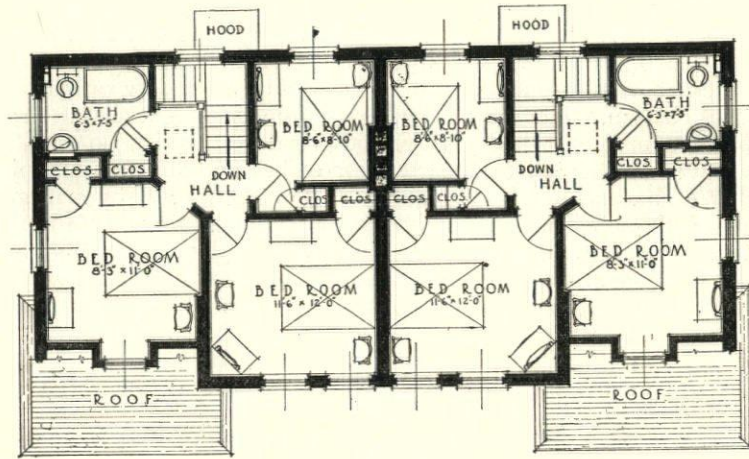 HOOD
HOOD
BATH
6'-5"×7'-5"
BED ROOM
8'-6"×8'-10"
BED ROOM
8'-6"×8'-10"
BATH
6'-5"×7'-5"
CLOS.
CLOS.
DOWN
HALL
CLOS.
CLOS.
CLOS.
CLOS.
DOWN
HALL
CLOS.
CLOS.
BED ROOM
8'-3"×11'-0"
BED ROOM
11'-6"×12'-0"
BED ROOM
11'-6"×12'-0"
BED ROOM
8'-3"×11'-0"
ROOF
ROOF